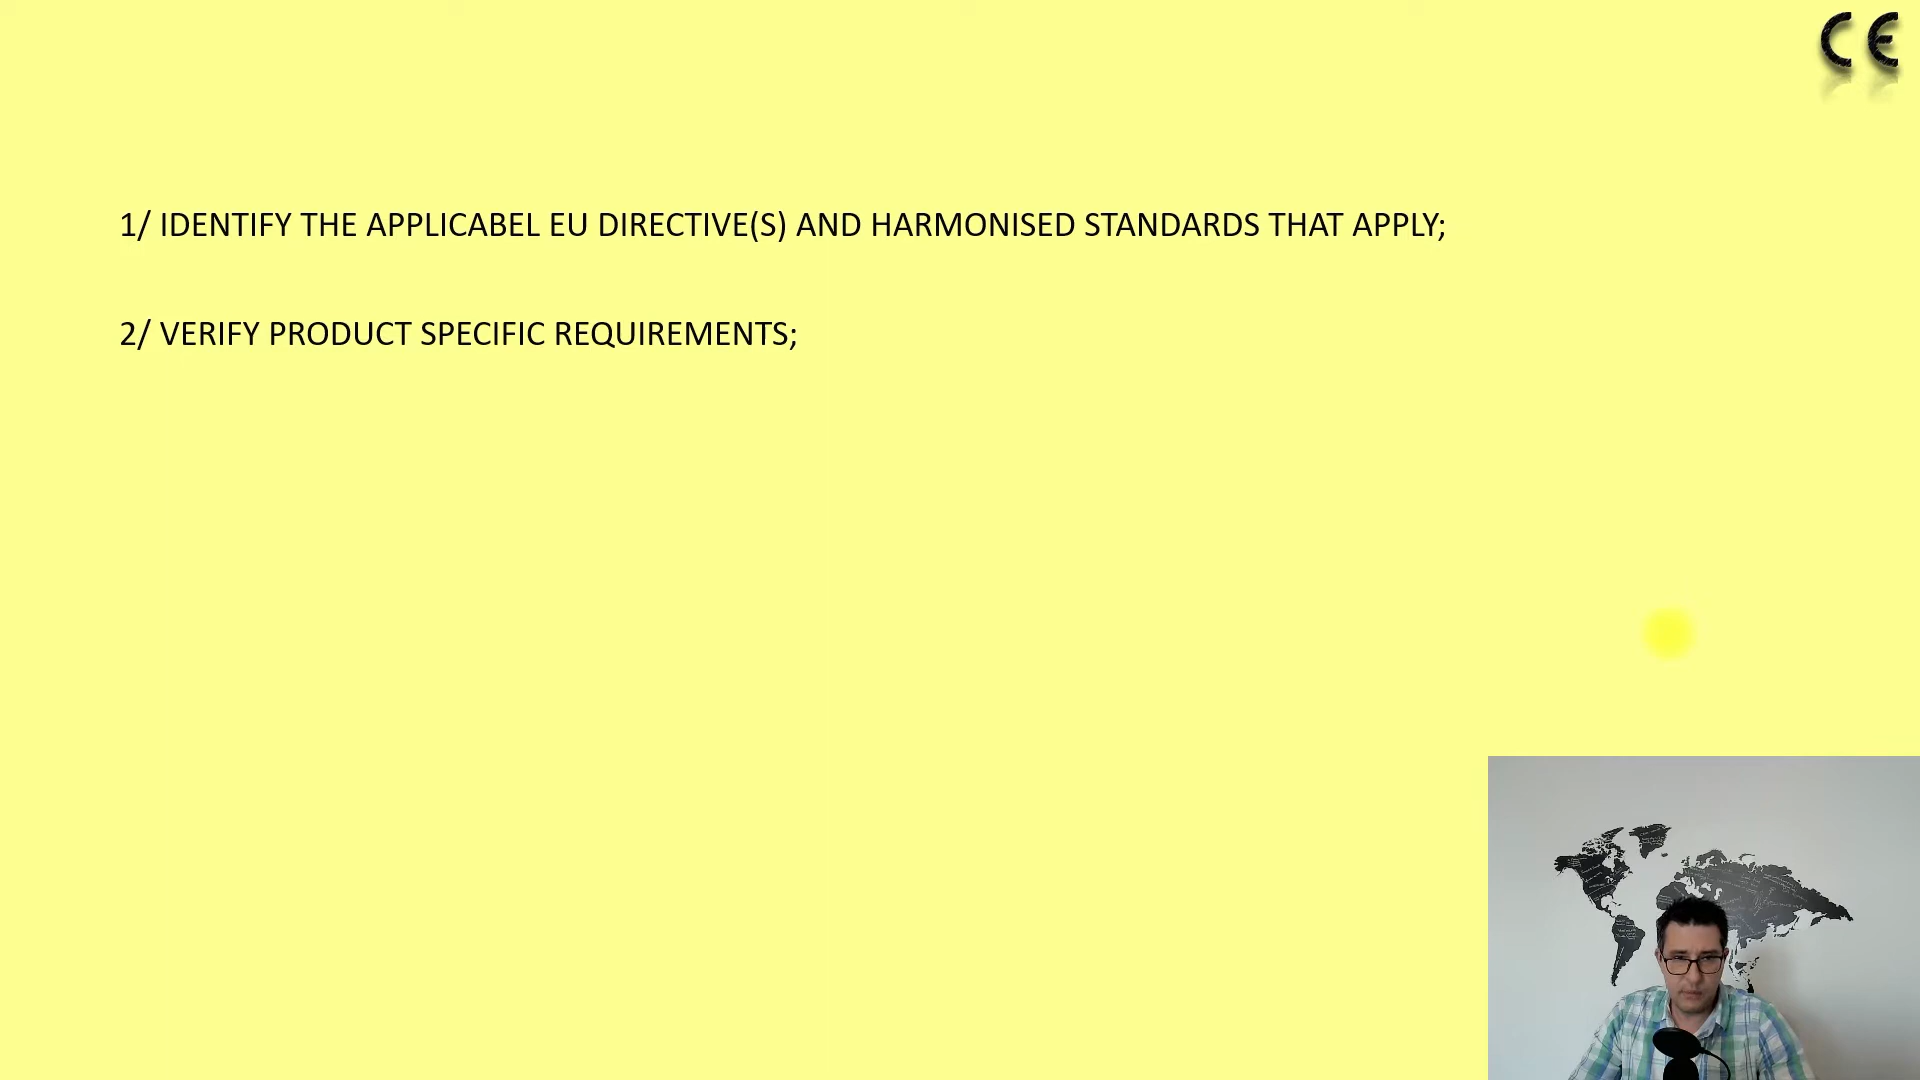 CE
1/ IDENTIFY THE APPLICABEL EU DIRECTIVE(S) AND HARMONISED STANDARDS THAT APPLY;
2/ VERIFY PRODUCT SPECIFIC REQUIREMENTS;